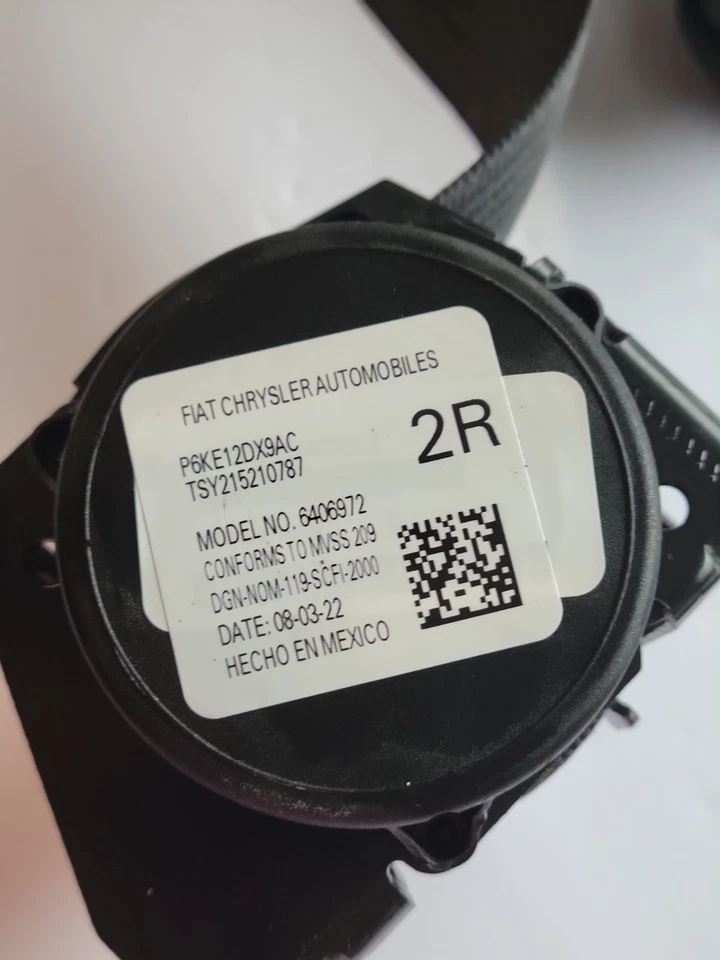 FIAT CHRYSLER AUTOMOBILES
2R
P6KE12DX9AC
TSY215210787
MODEL NO. 6406972
CONFORMS TO MVSS 209
DGN-NOM-119-SCFI-2000
DATE: 08-03-22
HECHO EN MEXICO